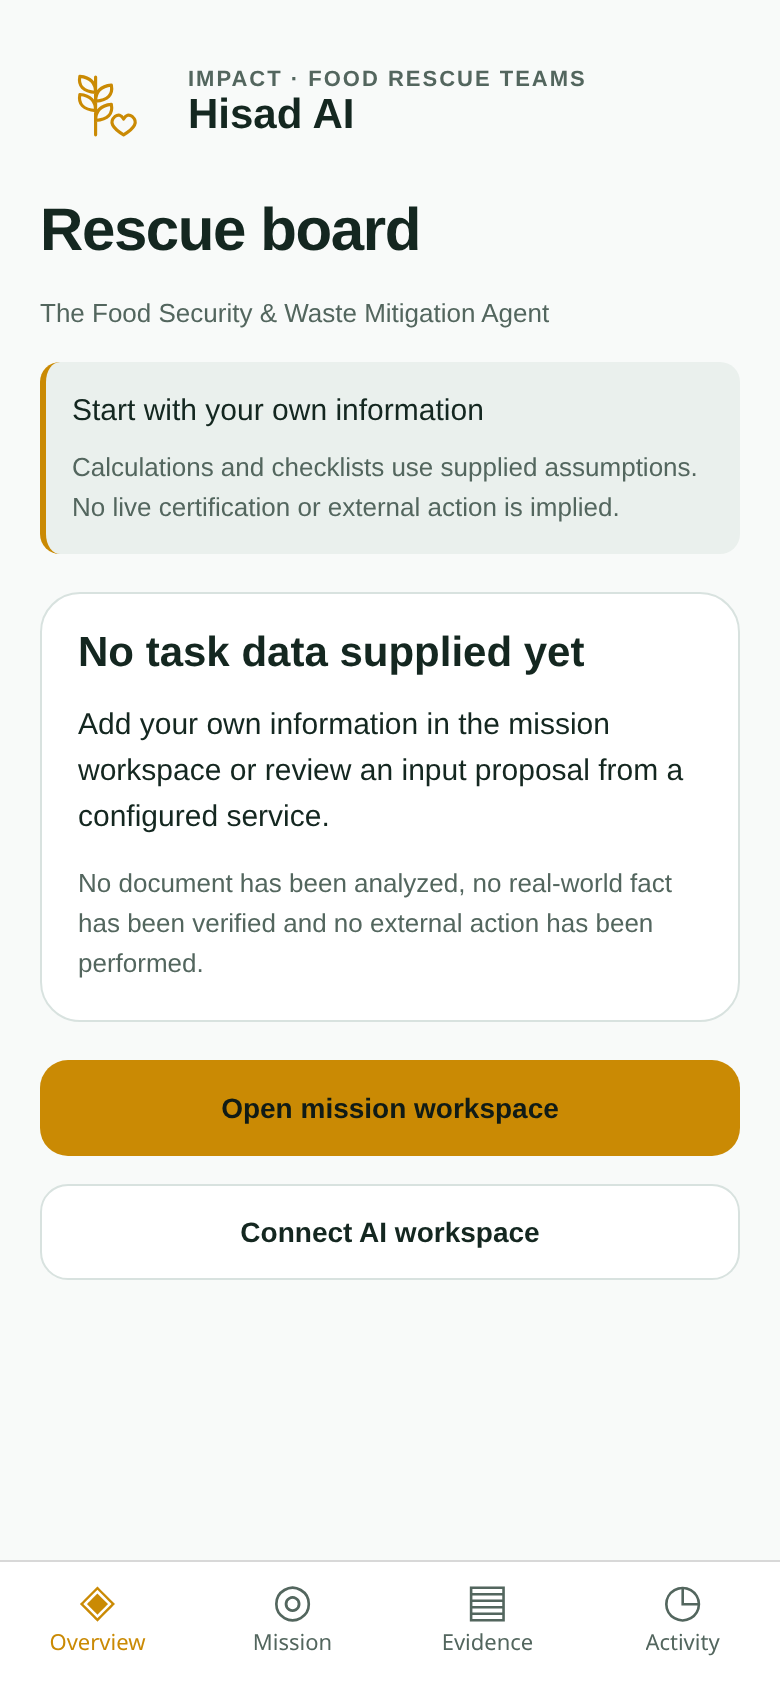 IMPACT · FOOD RESCUE TEAMS
Hisad AI
Rescue board
The Food Security & Waste Mitigation Agent
Start with your own information
Calculations and checklists use supplied assumptions.
No live certification or external action is implied.
No task data supplied yet
Add your own information in the mission
workspace or review an input proposal from a
configured service.
No document has been analyzed, no real-world fact
has been verified and no external action has been
performed.
Open mission workspace
Connect AI workspace
Overview
Mission
Evidence
Activity